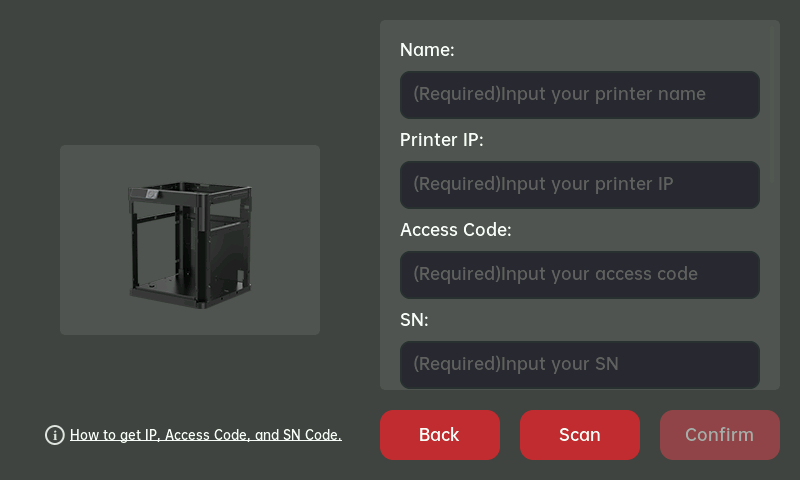 Name:
(Required)Input your printer name
Printer IP:
(Required)Input your printer IP
Access Code:
(Required)Input your access code
SN:
(Required)Input your SN
How to get IP, Access Code, and SN Code.
Back
Scan
Confirm